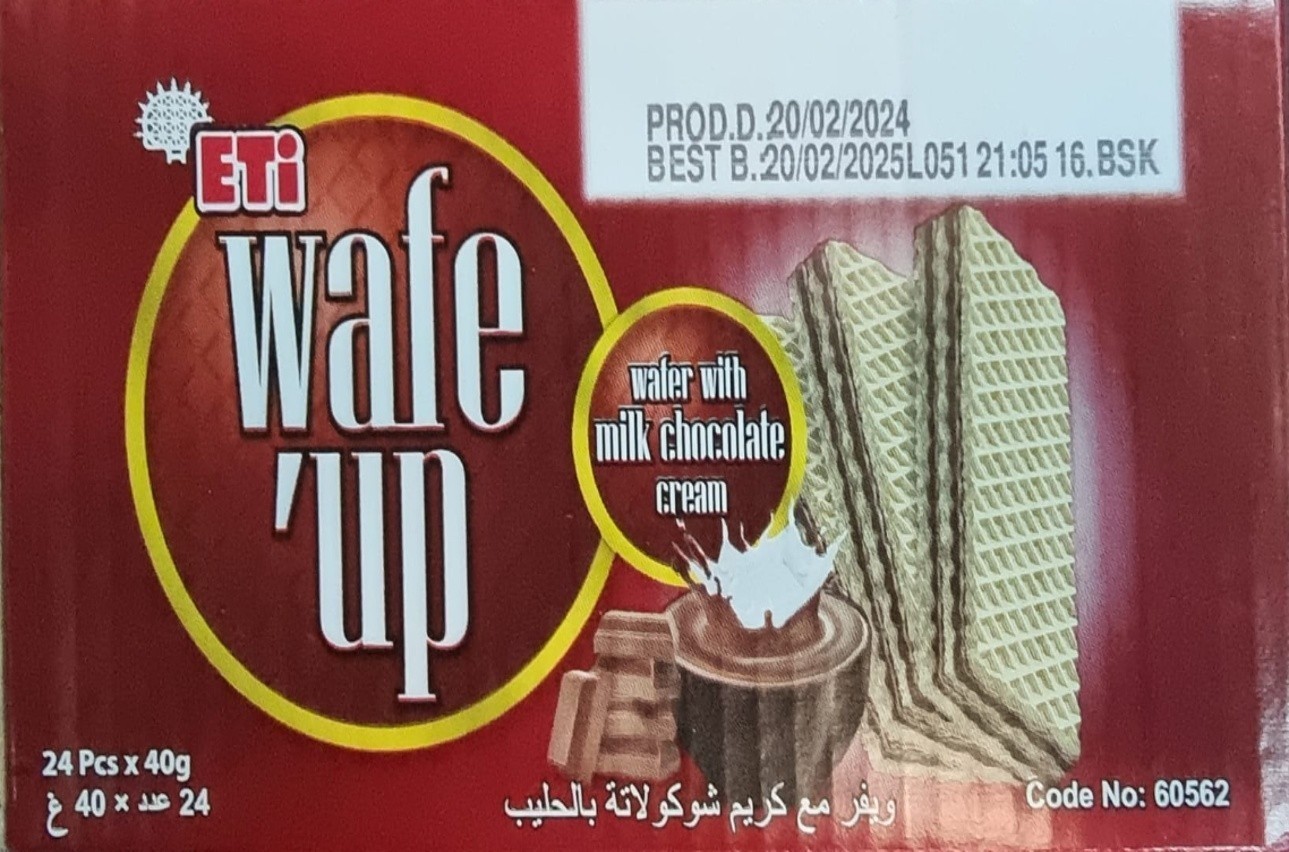 PROD.D.:20/02/2024
BEST B.:20/02/2025L051 21:05 16.BSK
ETi
wafe
'up
wafer with
milk chocolate
cream
24 Pcs x 40g
24 عدد × 40 غ
ويفر مع كريم شوكولاتة بالحليب
Code No: 60562